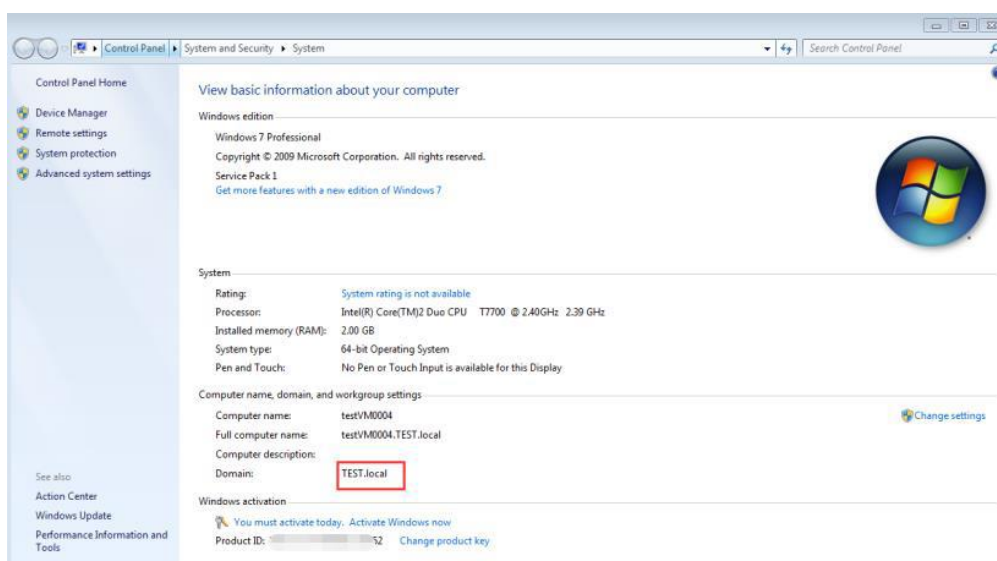 Control Panel ▸ System and Security ▸ System
Search Control Panel
Control Panel Home
Device Manager
Remote settings
System protection
Advanced system settings
See also
Action Center
Windows Update
Performance Information and
Tools
View basic information about your computer
Windows edition
Windows 7 Professional
Copyright © 2009 Microsoft Corporation. All rights reserved.
Service Pack 1
Get more features with a new edition of Windows 7
System
Rating: System rating is not available
Processor: Intel(R) Core(TM)2 Duo CPU T7700 @ 2.40GHz 2.39 GHz
Installed memory (RAM): 2.00 GB
System type: 64-bit Operating System
Pen and Touch: No Pen or Touch Input is available for this Display
Computer name, domain, and workgroup settings
Computer name: testVM0004
Full computer name: testVM0004.TEST.local
Computer description:
Domain: TEST.local
Change settings
Windows activation
You must activate today. Activate Windows now
Product ID: 52 Change product key